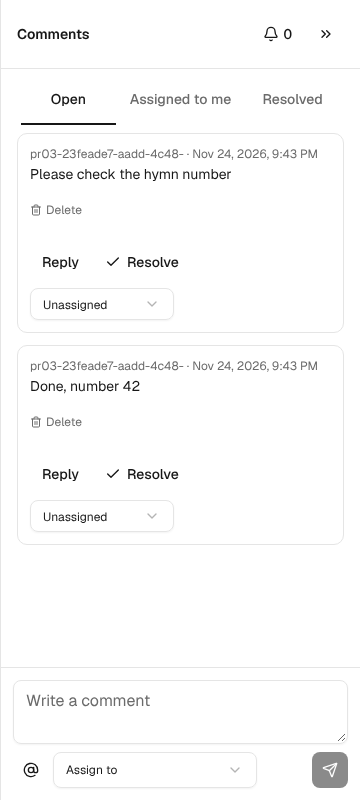 Comments
0
Open
Assigned to me
Resolved
pr03-23feade7-aadd-4c48- · Nov 24, 2026, 9:43 PM
Please check the hymn number
Delete
Reply
Resolve
Unassigned
pr03-23feade7-aadd-4c48- · Nov 24, 2026, 9:43 PM
Done, number 42
Delete
Reply
Resolve
Unassigned
Write a comment
@
Assign to